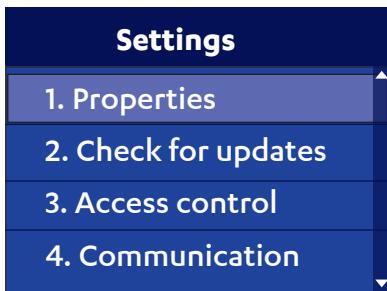 Settings
1. Properties
2. Check for updates
3. Access control
4. Communication